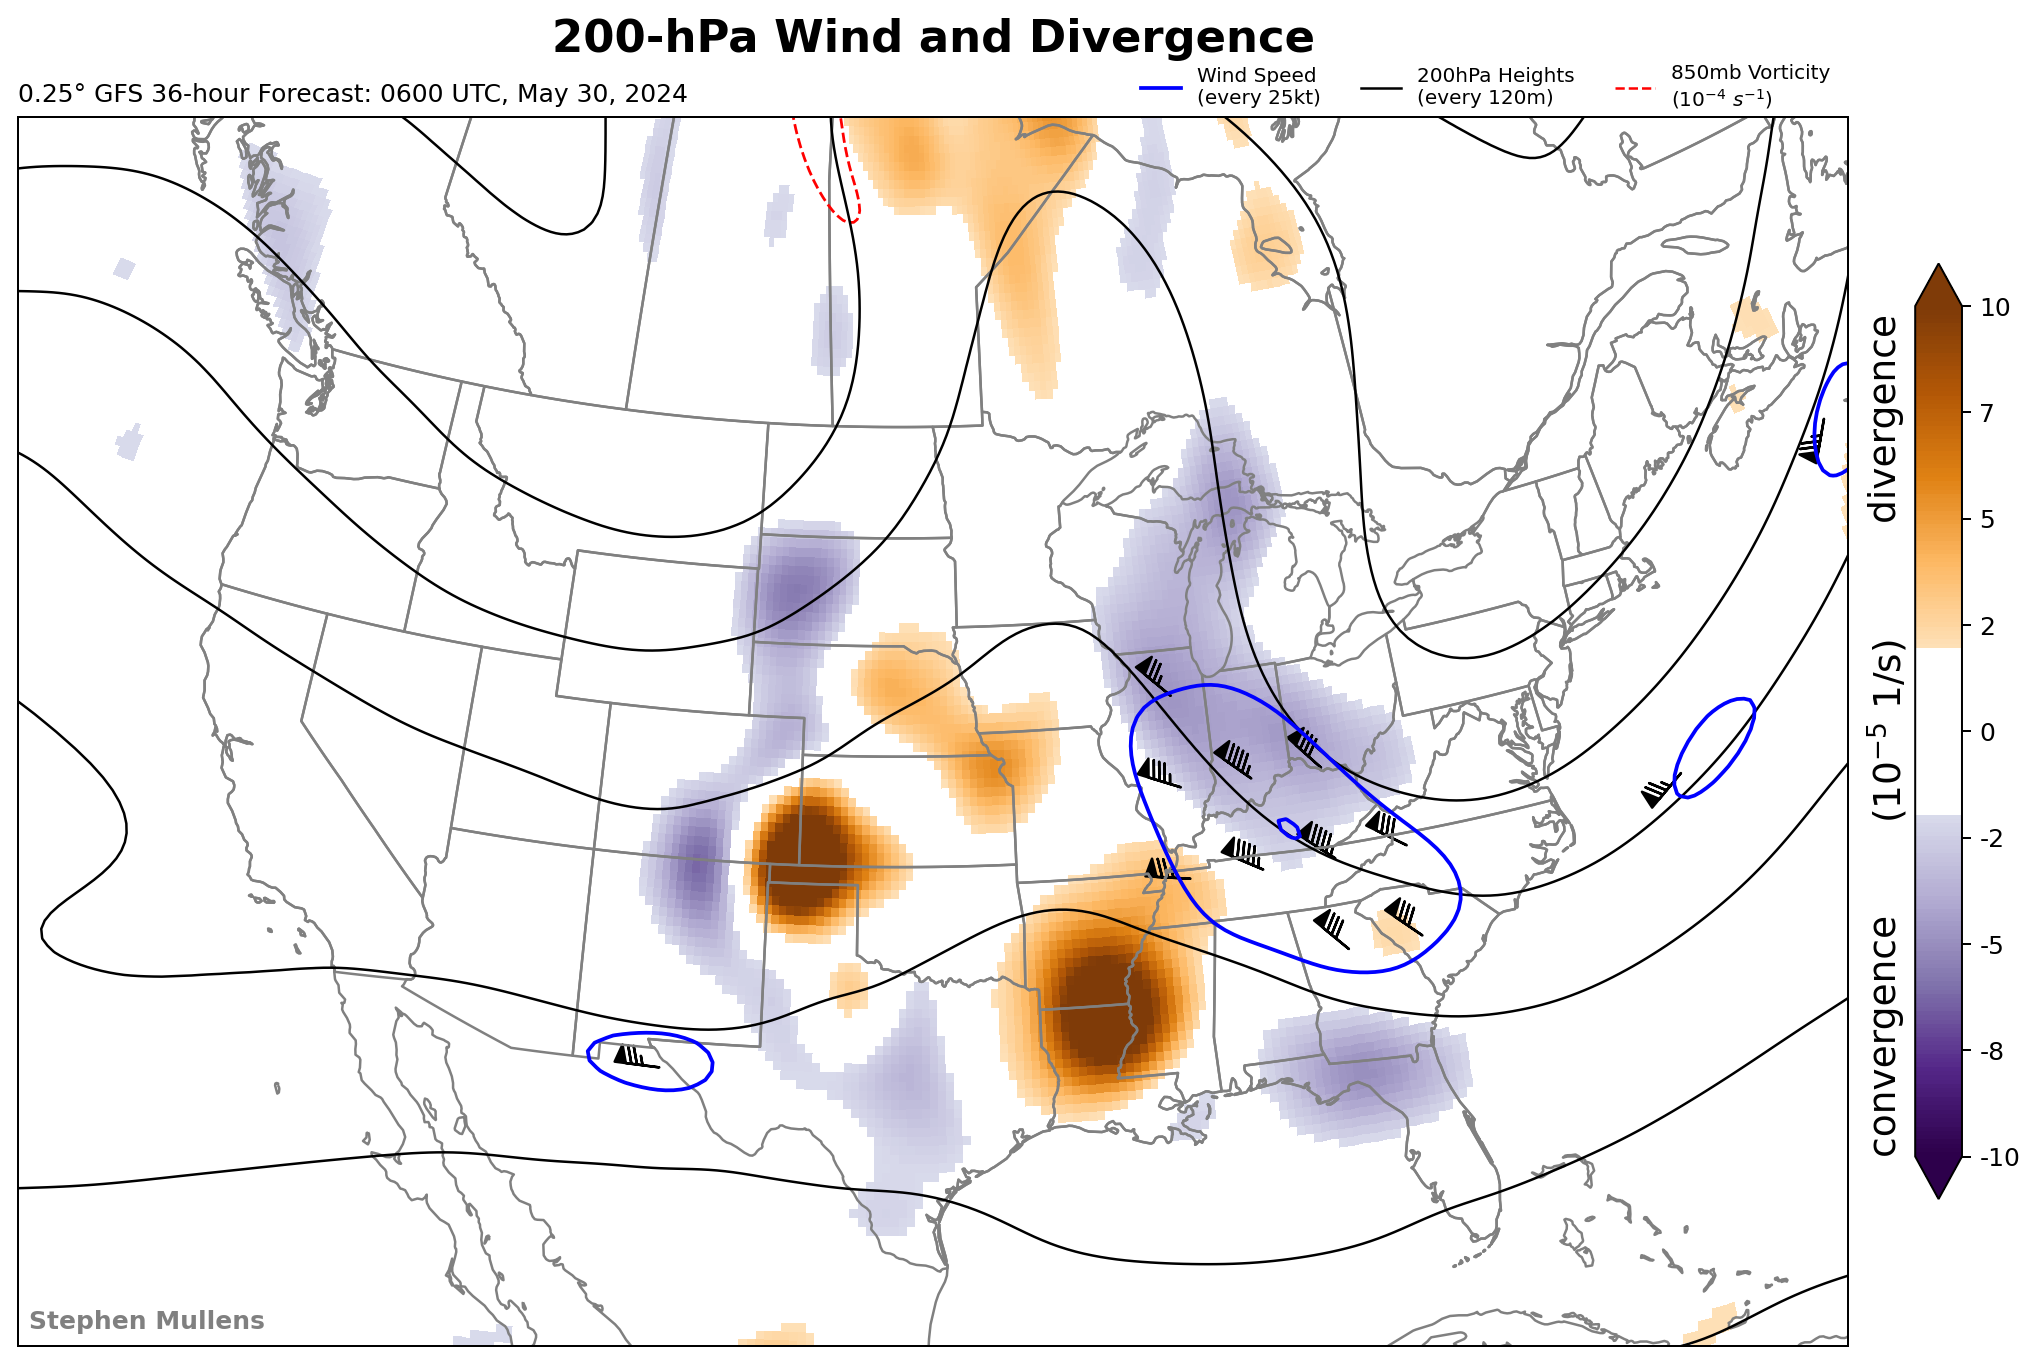 200-hPa Wind and Divergence
0.25° GFS 36-hour Forecast: 0600 UTC, May 30, 2024
Wind Speed
(every 25kt)
200hPa Heights
(every 120m)
850mb Vorticity
(10⁻⁴ s⁻¹)
10
7
5
2
0
-2
-5
-8
-10
convergence (10⁻⁵ 1/s) divergence
Stephen Mullens